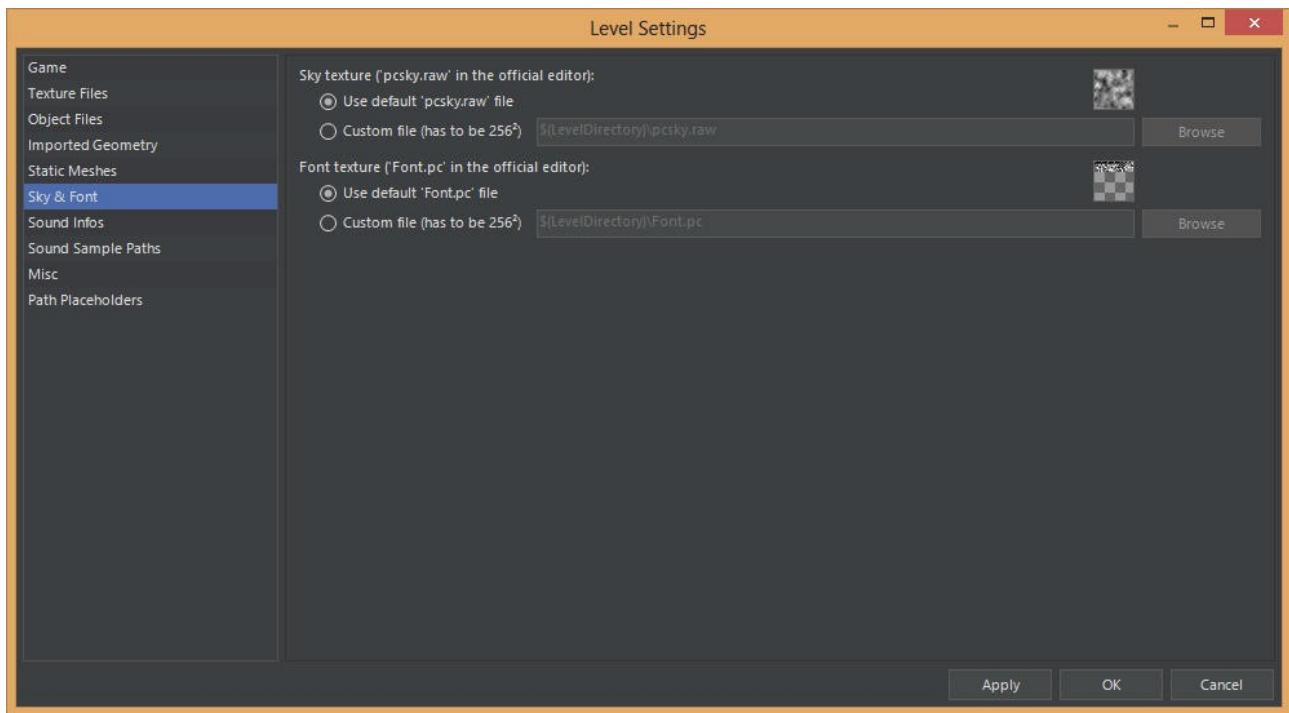 Level Settings
Game
Texture Files
Object Files
Imported Geometry
Static Meshes
Sky & Font
Sound Infos
Sound Sample Paths
Misc
Path Placeholders
Sky texture ('pcsky.raw' in the official editor):
Use default 'pcsky.raw' file
Custom file (has to be 256²) $(LevelDirectory)\pcsky.raw Browse
Font texture ('Font.pc' in the official editor):
Use default 'Font.pc' file
Custom file (has to be 256²) $(LevelDirectory)\Font.pc Browse
Apply OK Cancel